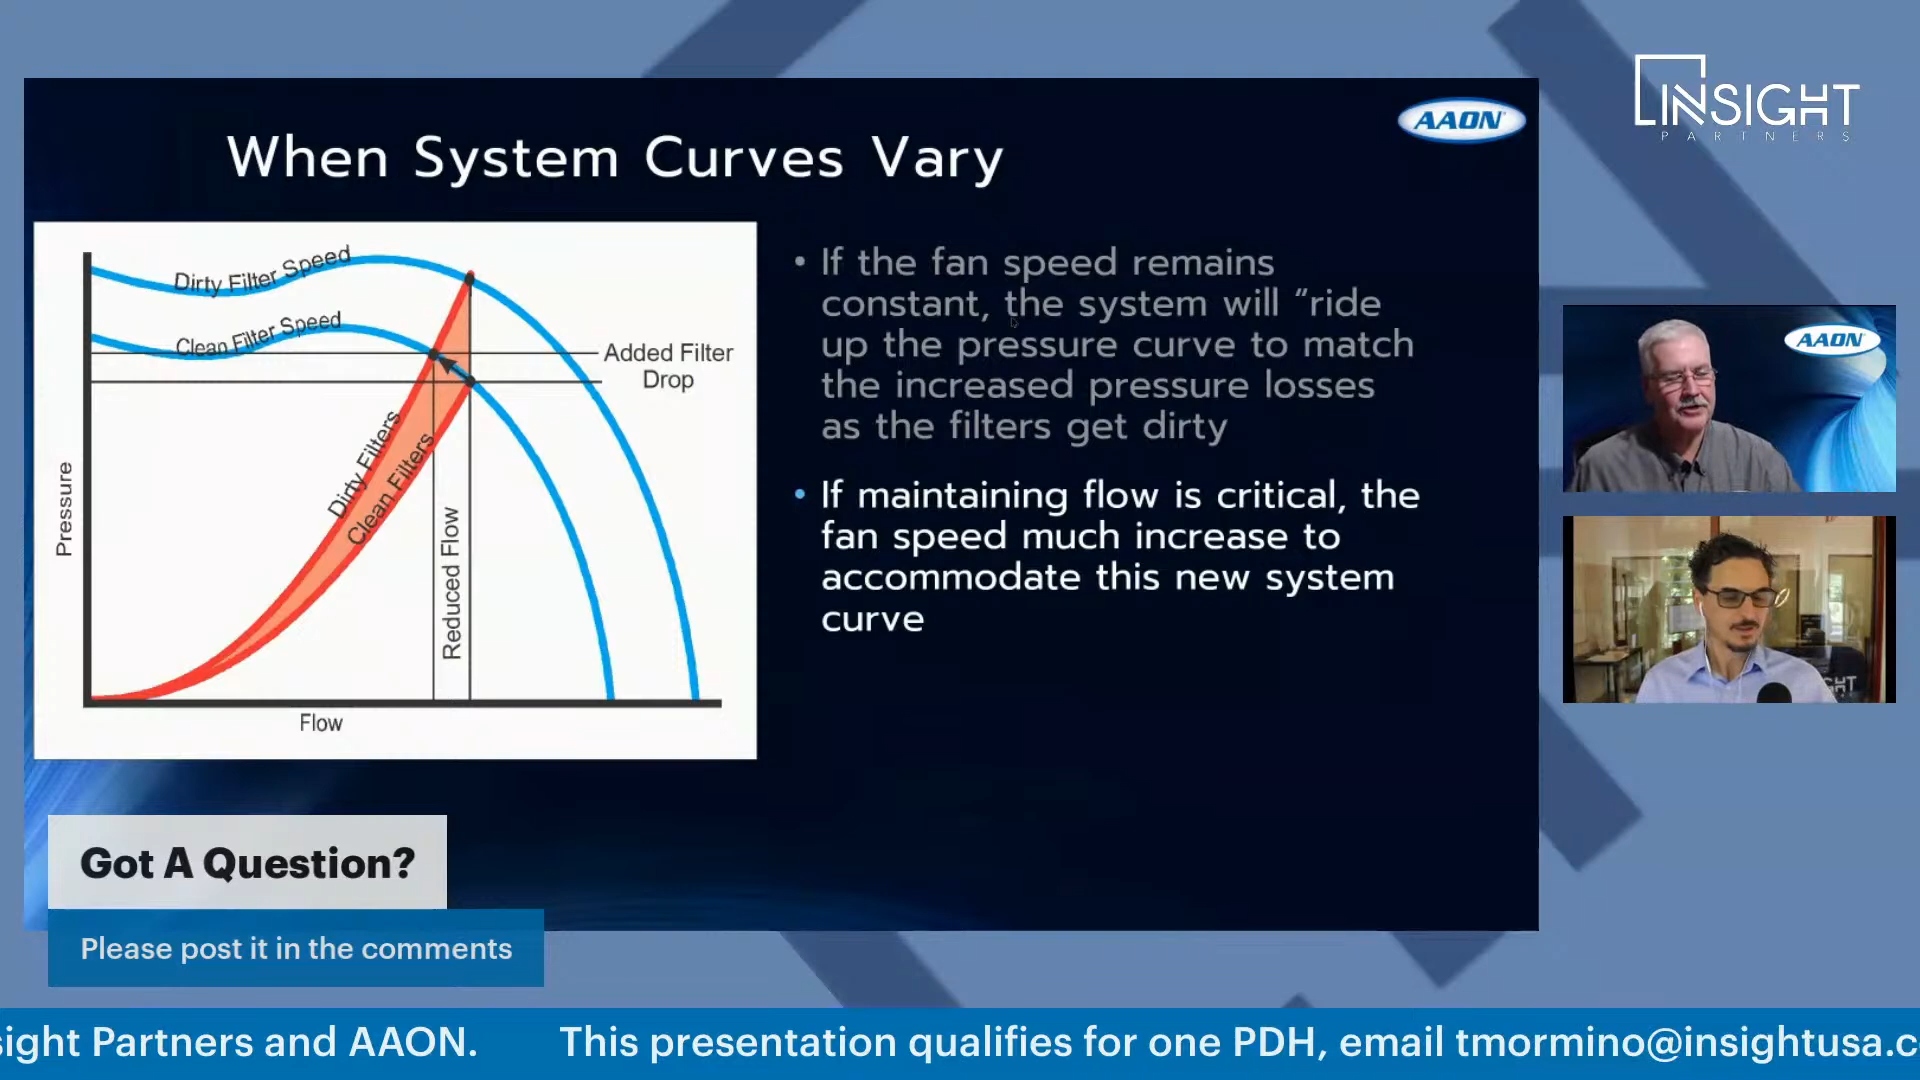 INSIGHT
PARTNERS
AAON
When System Curves Vary
Dirty Filter Speed
Clean Filter Speed
Added Filter
Drop
Dirty Filters
Clean Filters
Reduced Flow
Pressure
Flow
• If the fan speed remains
constant, the system will “ride
up the pressure curve to match
the increased pressure losses
as the filters get dirty
• If maintaining flow is critical, the
fan speed much increase to
accommodate this new system
curve
AAON
Got A Question?
Please post it in the comments
sight Partners and AAON. This presentation qualifies for one PDH, email tmormino@insightusa.c